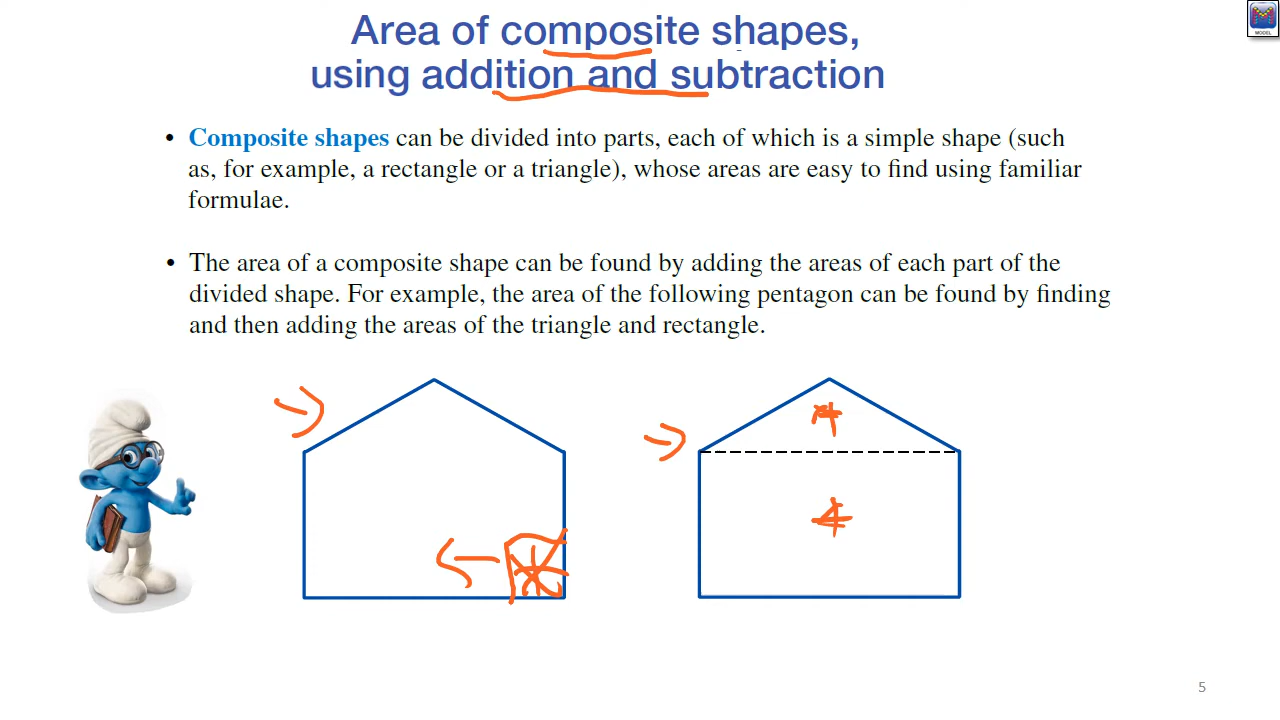 Area of composite shapes,
using addition and subtraction
MODEL
• Composite shapes can be divided into parts, each of which is a simple shape (such
as, for example, a rectangle or a triangle), whose areas are easy to find using familiar
formulae.
• The area of a composite shape can be found by adding the areas of each part of the
divided shape. For example, the area of the following pentagon can be found by finding
and then adding the areas of the triangle and rectangle.
5